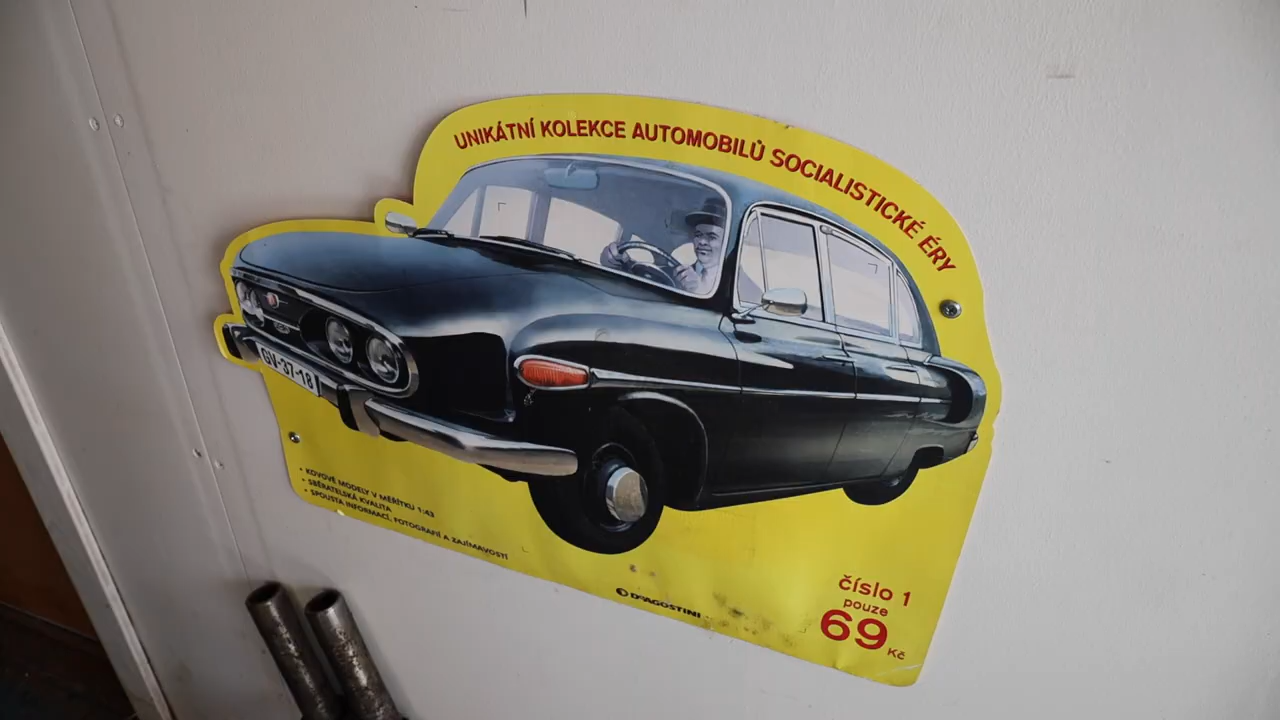 UNIKÁTNÍ KOLEKCE AUTOMOBILŮ SOCIALISTICKÉ ÉRY
GV-37-18
• KOVOVÉ MODELY V MĚŘÍTKU 1:43
• SBĚRATELSKÁ KVALITA
• SPOUSTA INFORMACÍ, FOTOGRAFIÍ A ZAJÍMAVOSTÍ
DeAGOSTINI
číslo 1
pouze
69 Kč